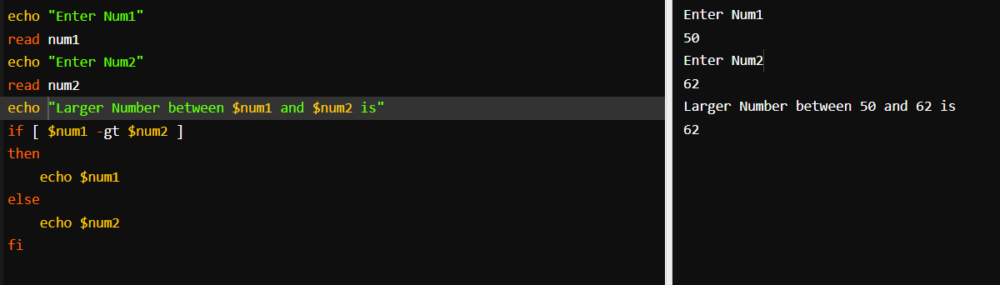 echo "Enter Num1"
read num1
echo "Enter Num2"
read num2
echo "Larger Number between $num1 and $num2 is"
if [ $num1 -gt $num2 ]
then
    echo $num1
else
    echo $num2
fi
Enter Num1
50
Enter Num2
62
Larger Number between 50 and 62 is
62